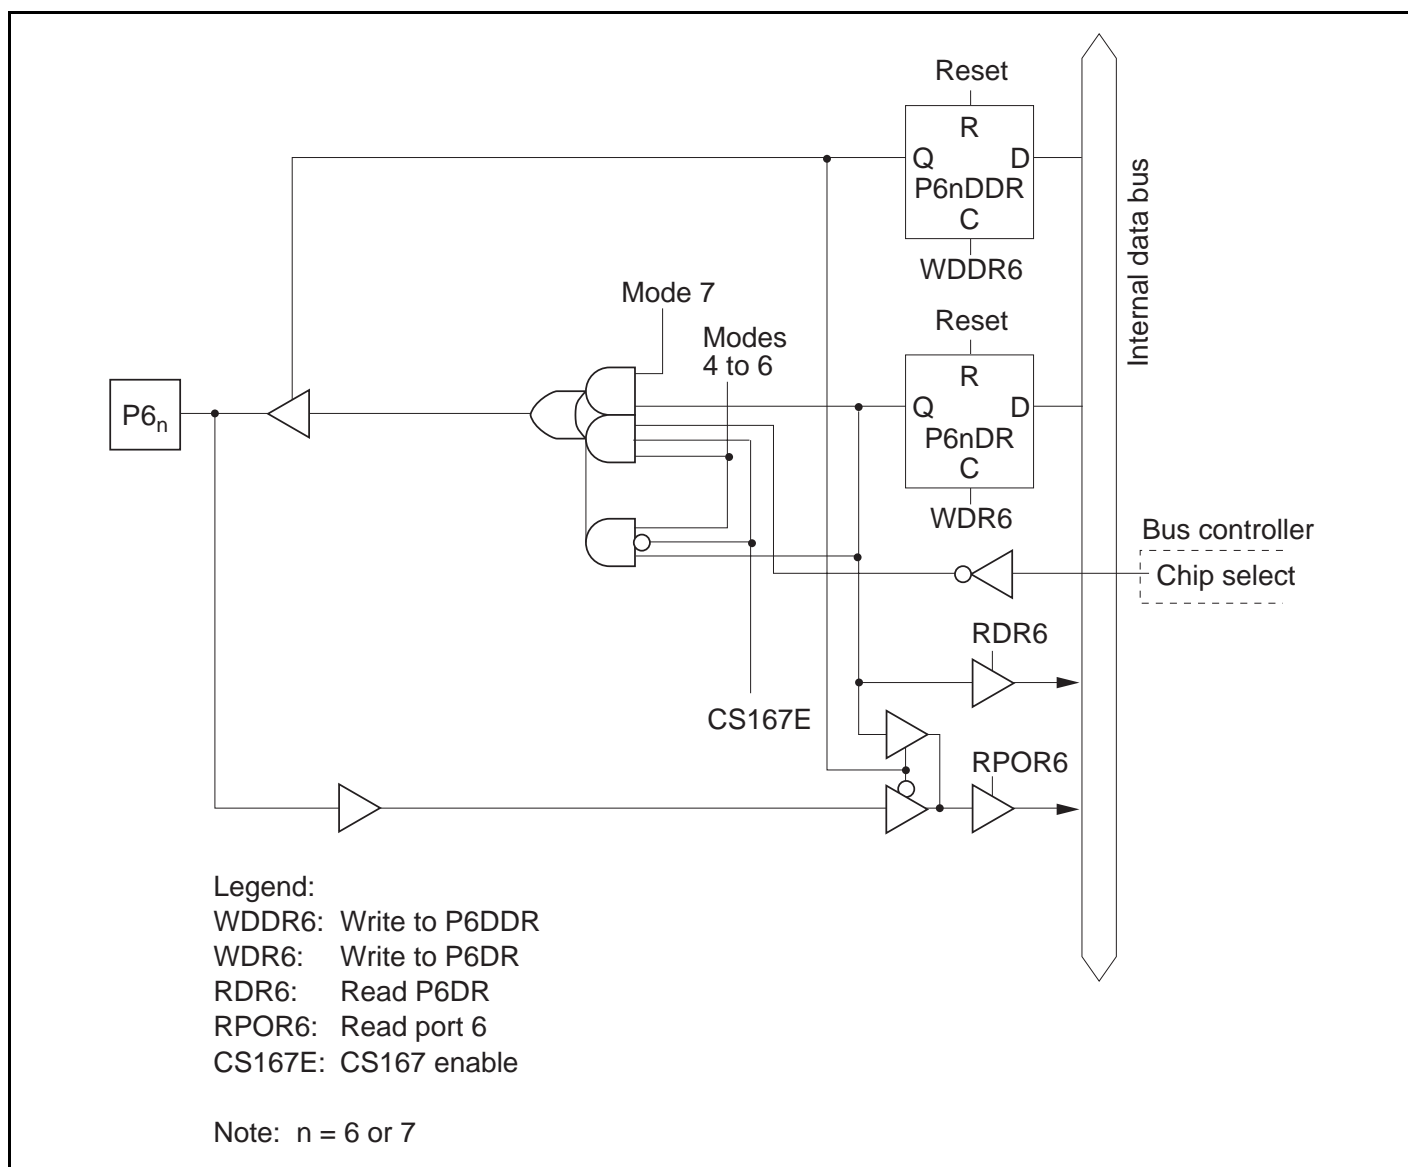 Reset
R
Q D
P6nDDR
C
WDDR6
Internal data bus
Mode 7
Modes
4 to 6
Reset
R
Q D
P6nDR
C
WDR6
P6n
Bus controller
Chip select
RDR6
CS167E
RPOR6
Legend:
WDDR6: Write to P6DDR
WDR6: Write to P6DR
RDR6: Read P6DR
RPOR6: Read port 6
CS167E: CS167 enable
Note: n = 6 or 7